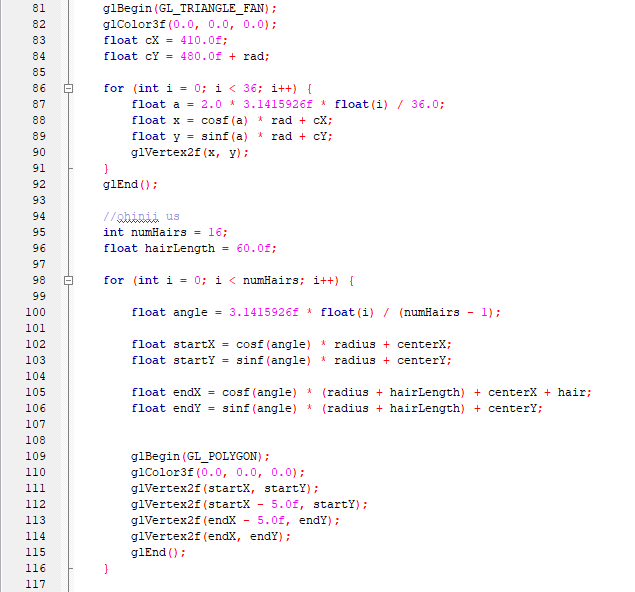 81 glBegin(GL_TRIANGLE_FAN);
82 glColor3f(0.0, 0.0, 0.0);
83 float cX = 410.0f;
84 float cY = 480.0f + rad;
85
86 for (int i = 0; i < 36; i++) {
87 float a = 2.0 * 3.1415926f * float(i) / 36.0;
88 float x = cosf(a) * rad + cX;
89 float y = sinf(a) * rad + cY;
90 glVertex2f(x, y);
91 }
92 glEnd();
93
94 //ohinii us
95 int numHairs = 16;
96 float hairLength = 60.0f;
97
98 for (int i = 0; i < numHairs; i++) {
99
100 float angle = 3.1415926f * float(i) / (numHairs - 1);
101
102 float startX = cosf(angle) * radius + centerX;
103 float startY = sinf(angle) * radius + centerY;
104
105 float endX = cosf(angle) * (radius + hairLength) + centerX + hair;
106 float endY = sinf(angle) * (radius + hairLength) + centerY;
107
108
109 glBegin(GL_POLYGON);
110 glColor3f(0.0, 0.0, 0.0);
111 glVertex2f(startX, startY);
112 glVertex2f(startX - 5.0f, startY);
113 glVertex2f(endX - 5.0f, endY);
114 glVertex2f(endX, endY);
115 glEnd();
116 }
117